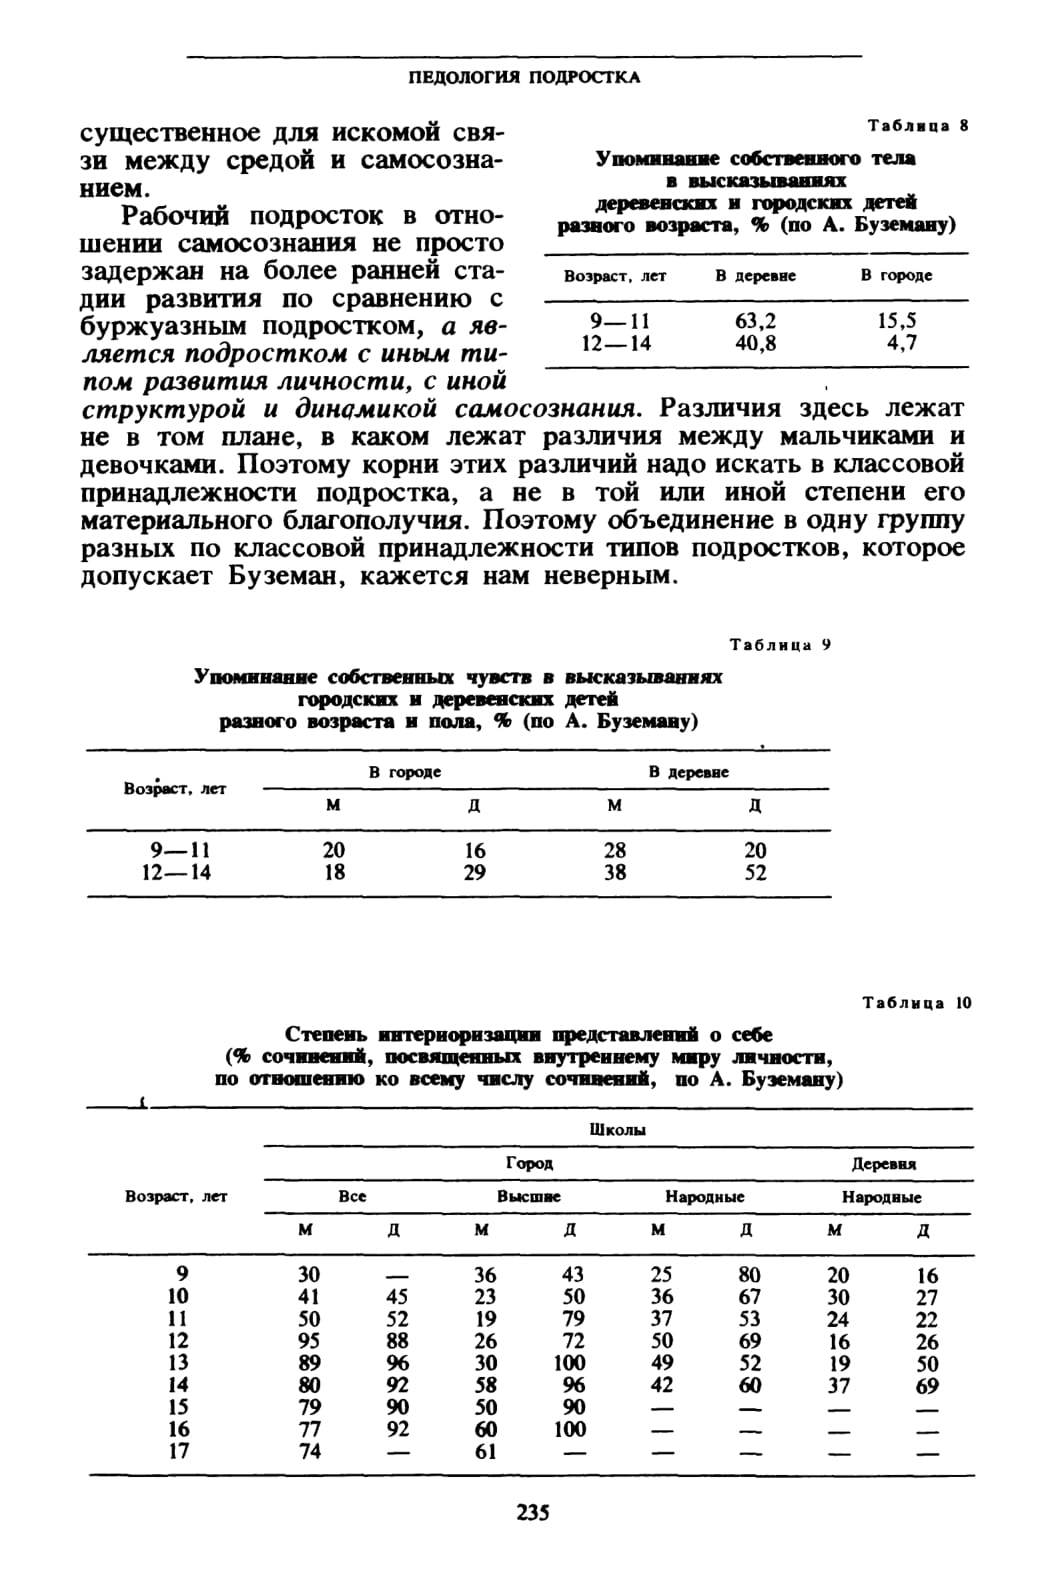 ПЕДОЛОГИЯ ПОДРОСТКА
существенное для искомой свя-
зи между средой и самосозна-
нием.
Рабочий подросток в отно-
шении самосознания не просто
задержан на более ранней ста-
дии развития по сравнению с
буржуазным подростком, а яв-
ляется подростком с иным ти-
пом развития личности, с иной
Таблица 8
Упоминание собственного тела
в высказываниях
деревенских и городских детей
разного возраста, % (по А. Буземану)
Возраст, лет В деревне В городе
9—11 63,2 15,5
12—14 40,8 4,7
структурой и динамикой самосознания. Различия здесь лежат
не в том плане, в каком лежат различия между мальчиками и
девочками. Поэтому корни этих различий надо искать в классовой
принадлежности подростка, а не в той или иной степени его
материального благополучия. Поэтому объединение в одну группу
разных по классовой принадлежности типов подростков, которое
допускает Буземан, кажется нам неверным.
Таблица 9
Упоминание собственных чувств в высказываниях
городских и деревенских детей
разного возраста и пола, % (по А. Буземану)
В городе В деревне
Возраст, лет
М Д М Д
9—11 20 16 28 20
12—14 18 29 38 52
Таблица 10
Степень интериоризации представлений о себе
(% сочинений, посвященных внутреннему миру личности,
по отношению ко всему числу сочинений, по А. Буземану)
Школы
Город Деревня
Возраст, лет Все Высшие Народные Народные
М Д М Д М Д М Д
9 30 — 36 43 25 80 20 16
10 41 45 23 50 36 67 30 27
11 50 52 19 79 37 53 24 22
12 95 88 26 72 50 69 16 26
13 89 96 30 100 49 52 19 50
14 80 92 58 96 42 60 37 69
15 79 90 50 90 — — — —
16 77 92 60 100 — — — —
17 74 — 61 — — — — —
235